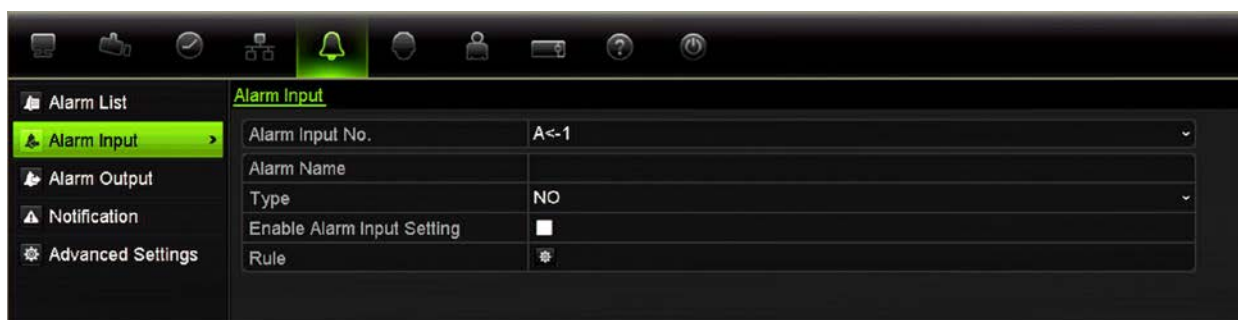 Alarm List
Alarm Input
Alarm Output
Notification
Advanced Settings
Alarm Input
Alarm Input No. A<-1
Alarm Name
Type NO
Enable Alarm Input Setting
Rule